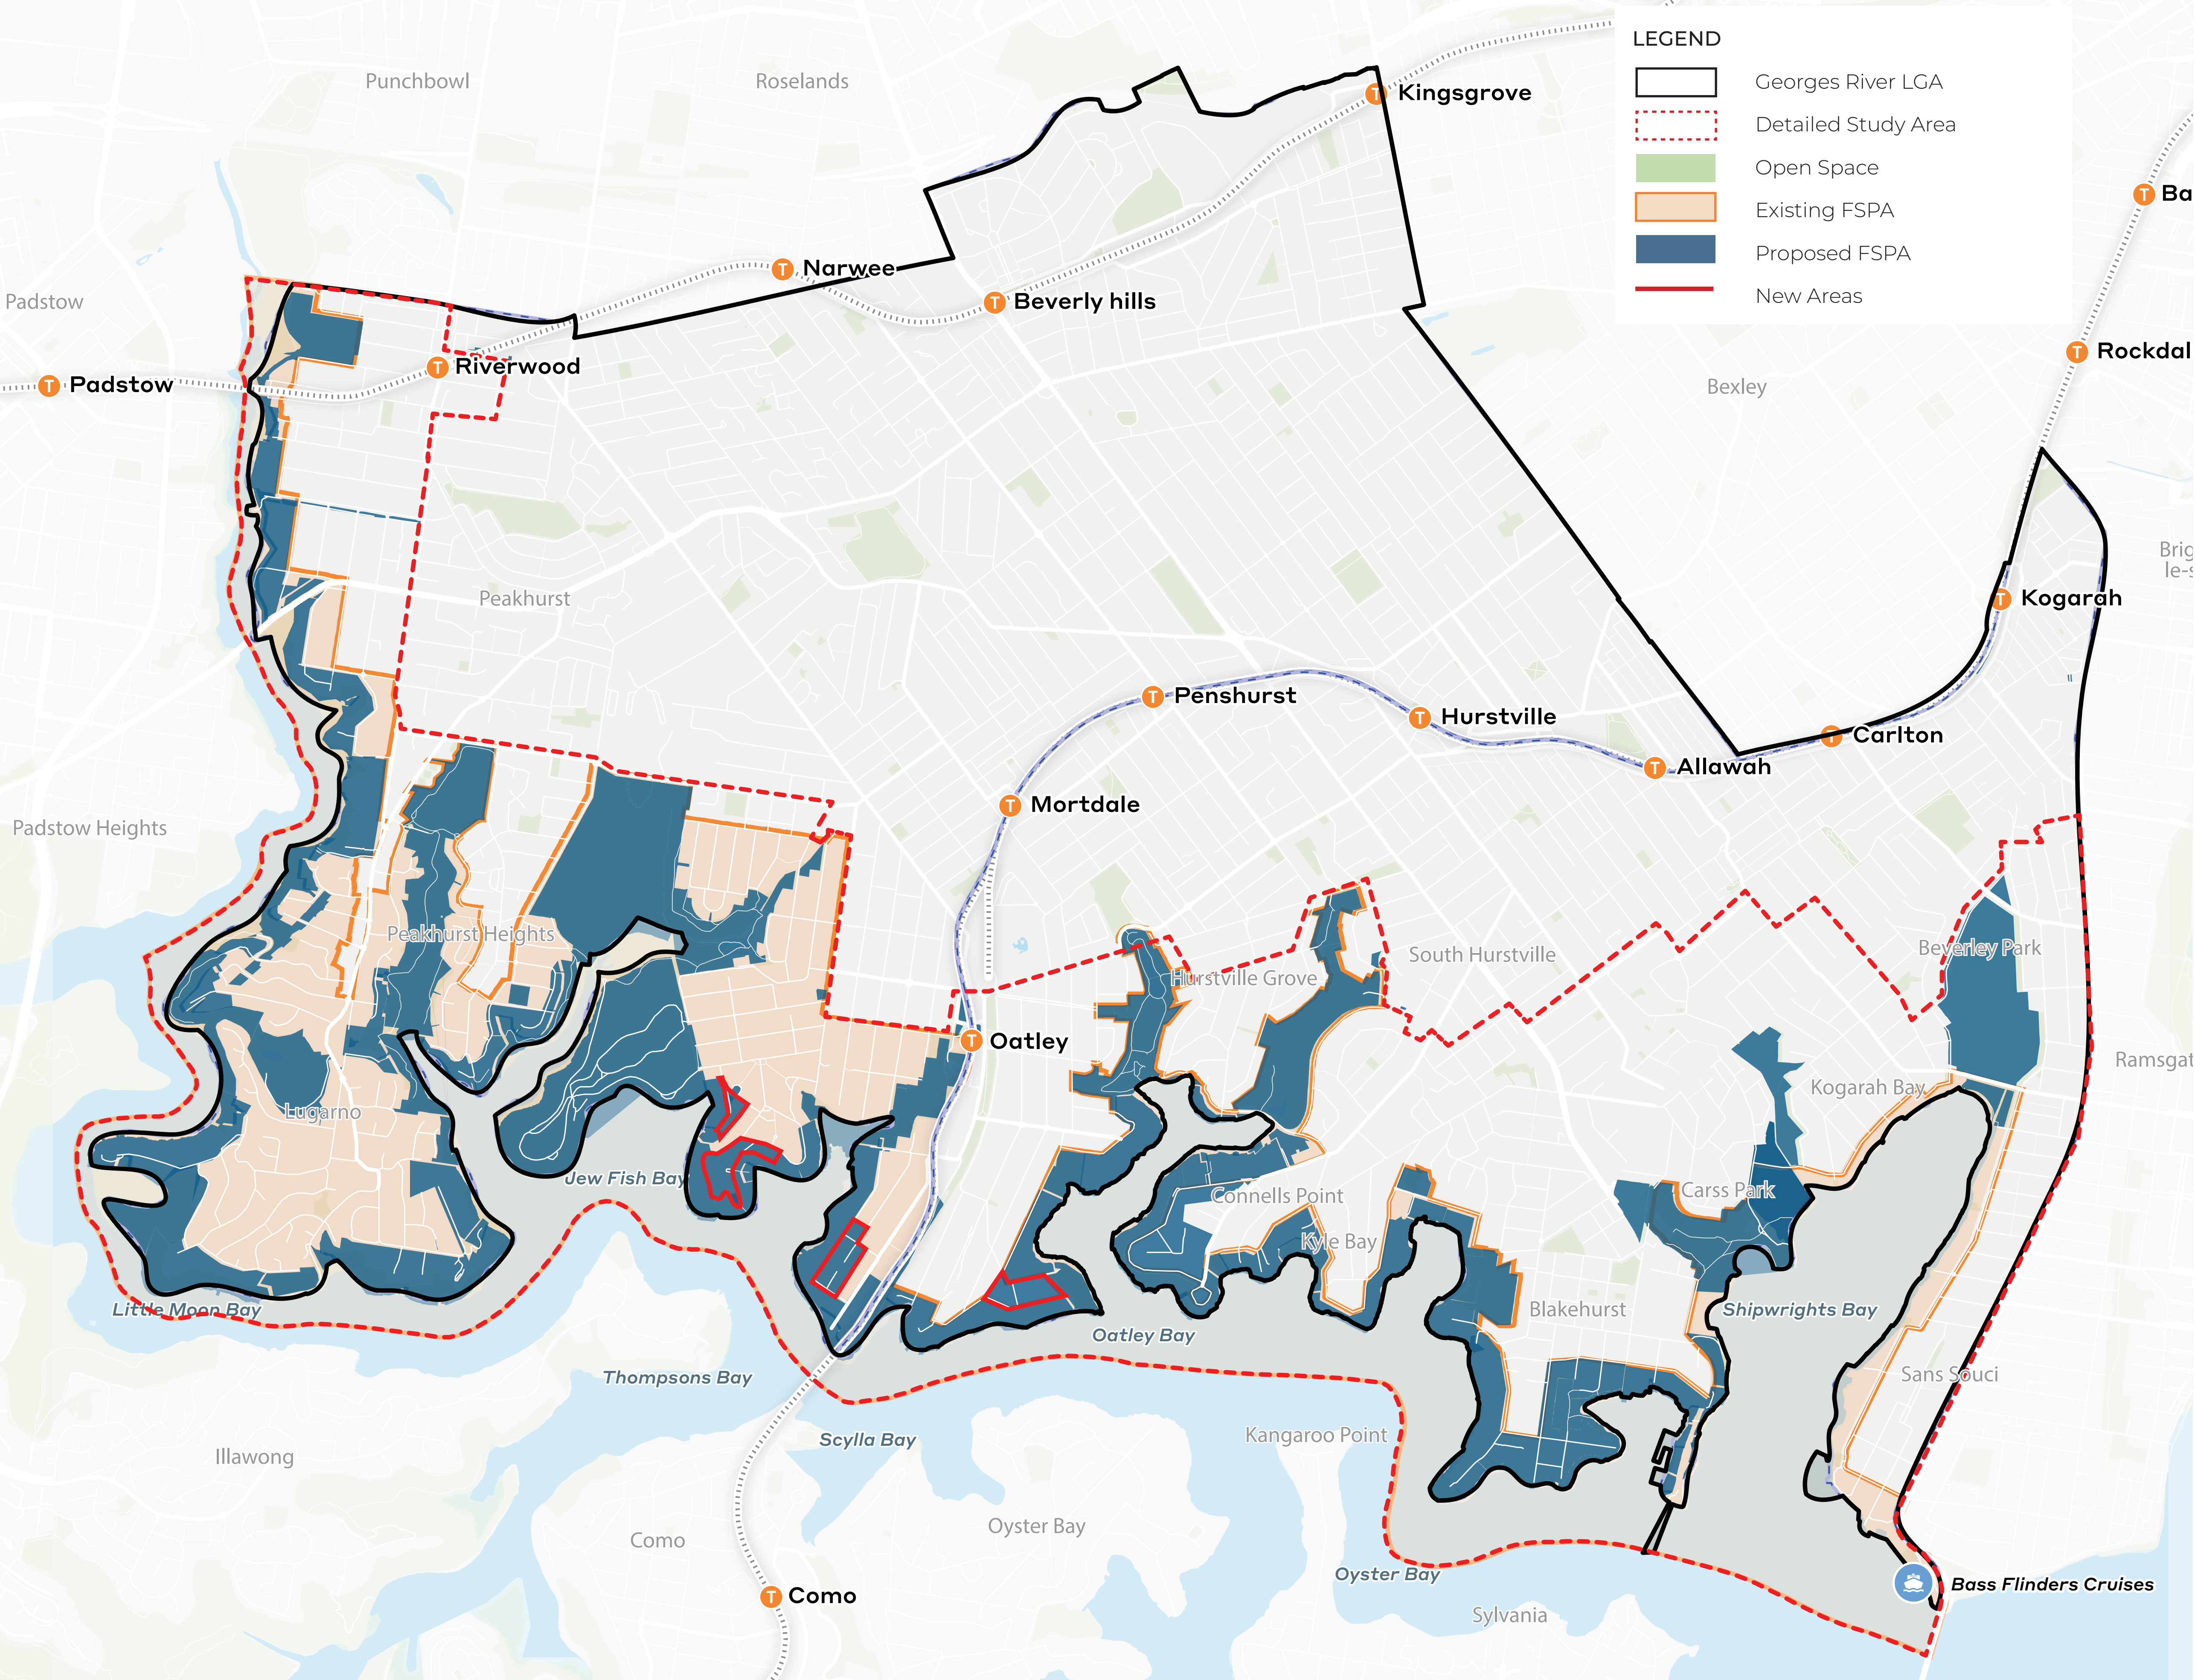 LEGEND
Georges River LGA
Detailed Study Area
Open Space
Existing FSPA
Proposed FSPA
New Areas
Punchbowl
Roselands
T Kingsgrove
T Ba
T Narwee
Padstow
T Beverly hills
T Rockdal
T Riverwood
T Padstow
Bexley
Brig
le-s
Peakhurst
T Kogarah
T Penshurst
T Hurstville
T Carlton
T Allawah
T Mortdale
Padstow Heights
Peakhurst Heights
Beverley Park
South Hurstville
Hurstville Grove
T Oatley
Ramsgat
Kogarah Bay
Lugarno
Jew Fish Bay
Carss Park
Connells Point
Kyle Bay
Little Moon Bay
Blakehurst
Shipwrights Bay
Oatley Bay
Thompsons Bay
Sans Souci
Scylla Bay
Kangaroo Point
Illawong
Oyster Bay
Como
Oyster Bay
Bass Flinders Cruises
T Como
Sylvania